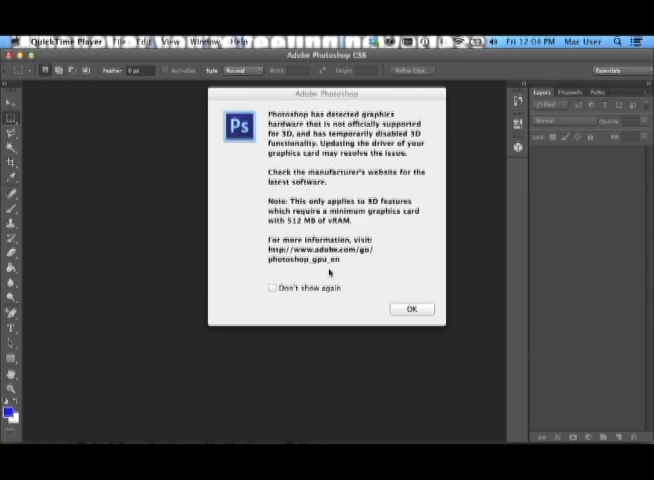 QuickTime Player File Edit View Window Help Fri 12:04 PM Mac User
Adobe Photoshop CS6
Feather: 0 px Anti-alias Style: Normal Width: Height: Refine Edge... Essentials
Adobe Photoshop
Ps
Photoshop has detected graphics
hardware that is not officially supported
for 3D, and has temporarily disabled 3D
functionality. Updating the driver of your
graphics card may resolve the issue.
Check the manufacturer's website for the
latest software.
Note: This only applies to 3D features
which require a minimum graphics card
with 512 MB of vRAM.
For more information, visit:
http://www.adobe.com/go/
photoshop_gpu_en
Don't show again
OK
Layers Channels Paths
Kind
Normal Opacity:
Lock: Fill: